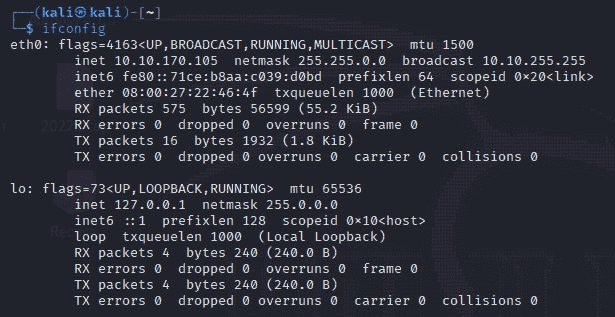 ┌──(kali㉿kali)-[~]
└─$ ifconfig
eth0: flags=4163<UP,BROADCAST,RUNNING,MULTICAST>  mtu 1500
        inet 10.10.170.105  netmask 255.255.0.0  broadcast 10.10.255.255
        inet6 fe80::71ce:b8aa:c039:d0bd  prefixlen 64  scopeid 0×20<link>
        ether 08:00:27:22:46:4f  txqueuelen 1000  (Ethernet)
        RX packets 575  bytes 56599 (55.2 KiB)
        RX errors 0  dropped 0  overruns 0  frame 0
        TX packets 16  bytes 1932 (1.8 KiB)
        TX errors 0  dropped 0 overruns 0  carrier 0  collisions 0

lo: flags=73<UP,LOOPBACK,RUNNING>  mtu 65536
        inet 127.0.0.1  netmask 255.0.0.0
        inet6 ::1  prefixlen 128  scopeid 0×10<host>
        loop  txqueuelen 1000  (Local Loopback)
        RX packets 4  bytes 240 (240.0 B)
        RX errors 0  dropped 0  overruns 0  frame 0
        TX packets 4  bytes 240 (240.0 B)
        TX errors 0  dropped 0 overruns 0  carrier 0  collisions 0